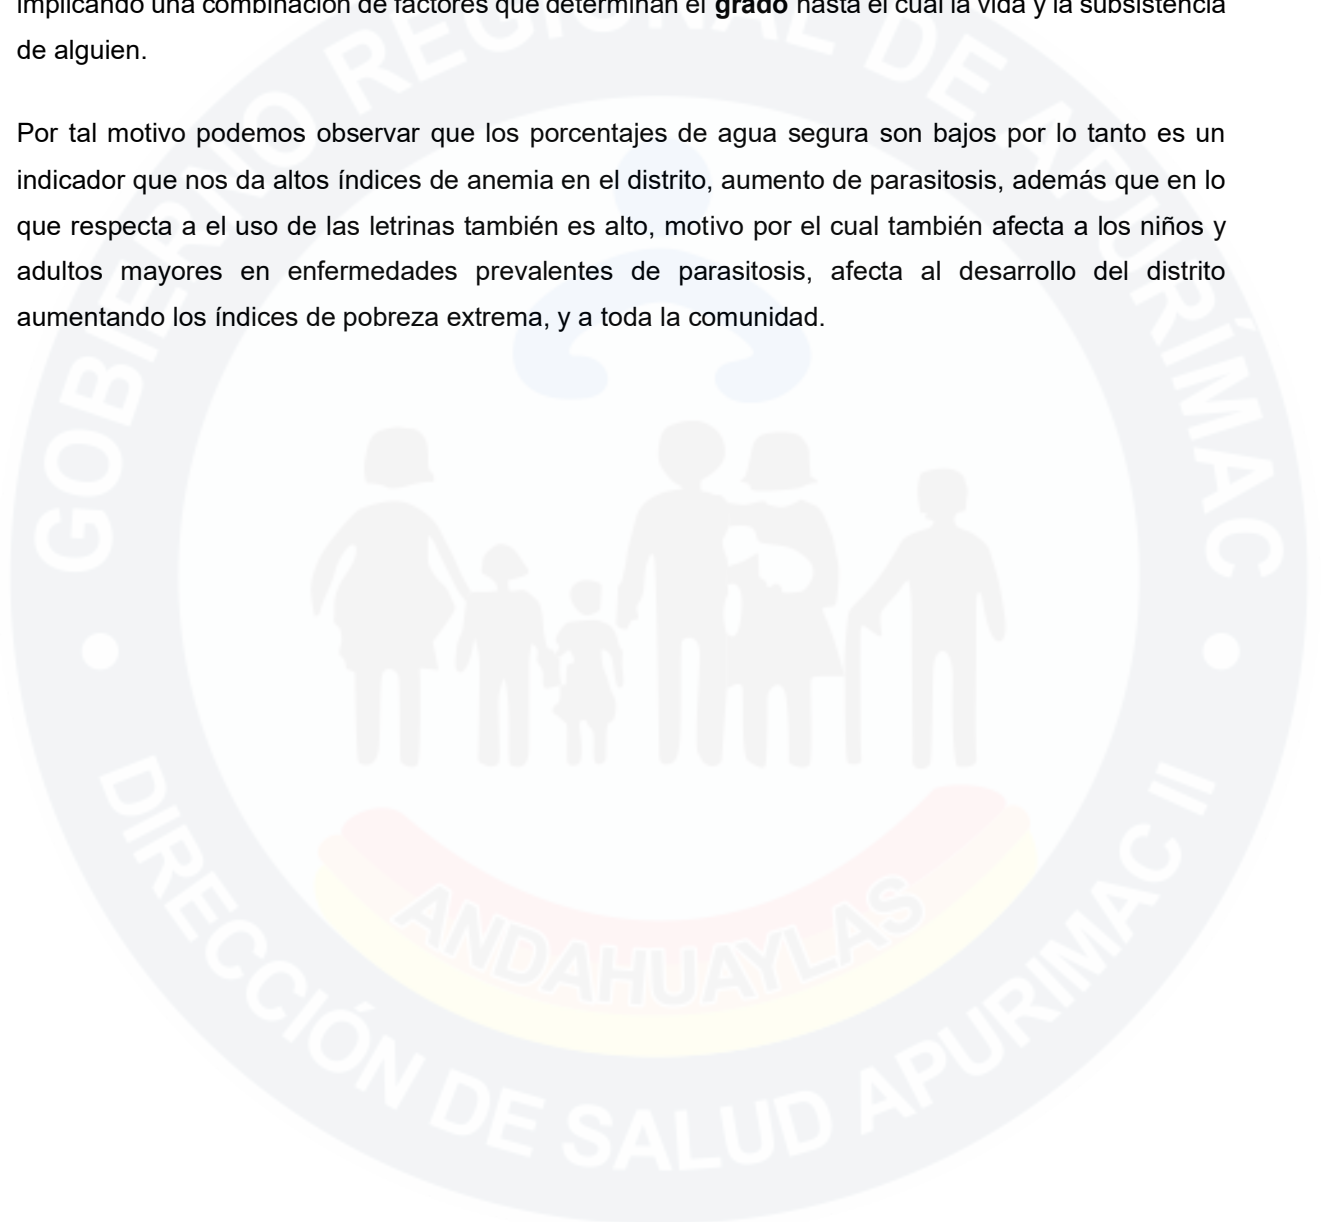 implicando una combinación de factores que determinan el grado hasta el cual la vida y la subsistencia
de alguien.
Por tal motivo podemos observar que los porcentajes de agua segura son bajos por lo tanto es un
indicador que nos da altos índices de anemia en el distrito, aumento de parasitosis, además que en lo
que respecta a el uso de las letrinas también es alto, motivo por el cual también afecta a los niños y
adultos mayores en enfermedades prevalentes de parasitosis, afecta al desarrollo del distrito
aumentando los índices de pobreza extrema, y a toda la comunidad.
GOBIERNO REGIONAL DE APURÍMAC
ANDAHUAYLAS
DIRECCIÓN DE SALUD APURIMAC II